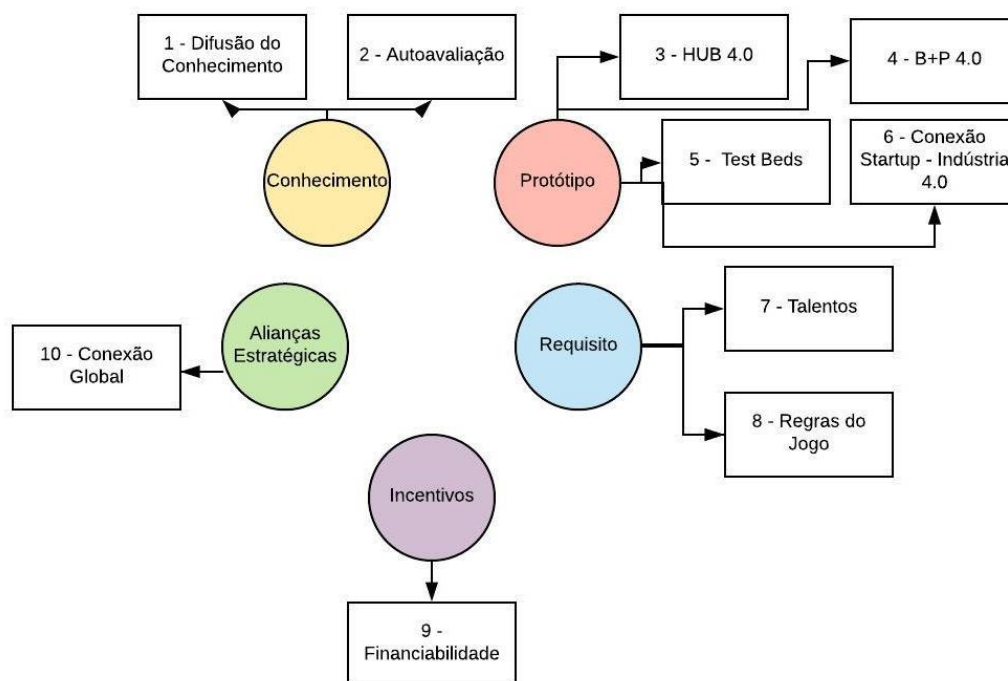 1 - Difusão do
Conhecimento
2 - Autoavaliação
3 - HUB 4.0
4 - B+P 4.0
Conhecimento
Protótipo
5 - Test Beds
6 - Conexão
Startup - Indústria
4.0
Alianças
Estratégicas
Requisito
7 - Talentos
10 - Conexão
Global
8 - Regras do
Jogo
Incentivos
9 -
Financiabilidade